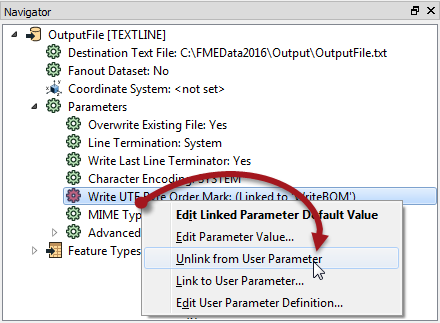 Navigator
OutputFile [TEXTLINE]
Destination Text File: C:\FMEData2016\Output\OutputFile.txt
Fanout Dataset: No
Coordinate System: <not set>
Parameters
Overwrite Existing File: Yes
Line Termination: System
Write Last Line Terminator: Yes
Character Encoding: SYSTEM
Write UTF Byte Order Mark: (Linked to 'WriteBOM')
MIME Typ
Advanced
Feature Types
Edit Linked Parameter Default Value
Edit Parameter Value...
Unlink from User Parameter
Link to User Parameter...
Edit User Parameter Definition...